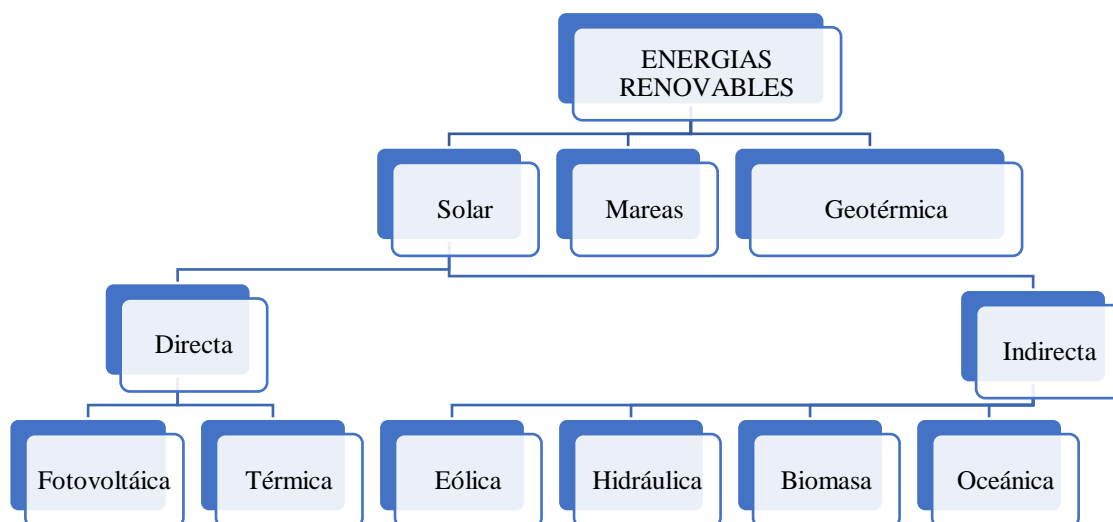 ENERGIAS
RENOVABLES
Solar
Mareas
Geotérmica
Directa
Indirecta
Fotovoltáica
Térmica
Eólica
Hidráulica
Biomasa
Oceánica